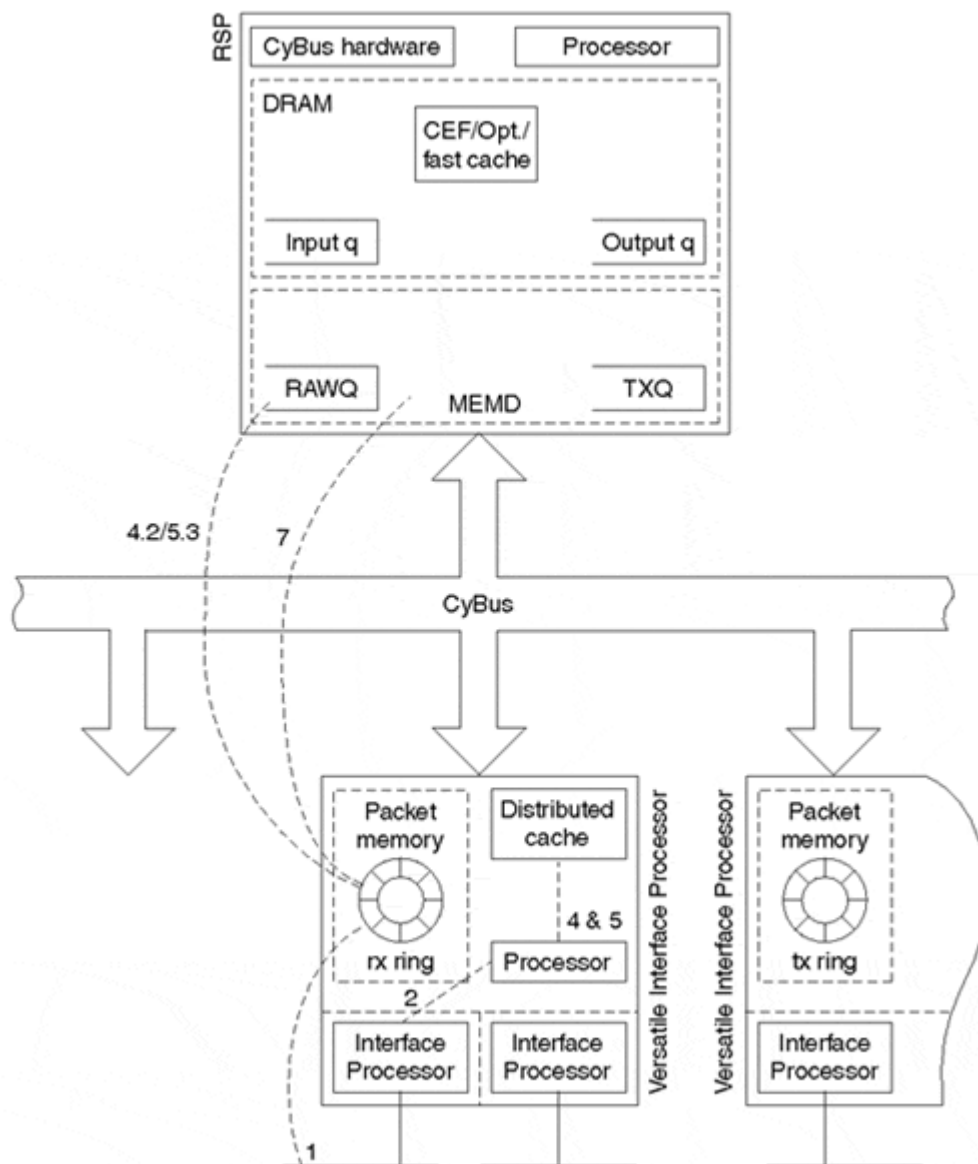 RSP
CyBus hardware
Processor
DRAM
CEF/Opt./
fast cache
Input q
Output q
RAWQ
TXQ
MEMD
4.2/5.3
7
CyBus
Packet
memory
rx ring
Distributed
cache
4 & 5
Processor
2
Interface
Processor
Interface
Processor
1
Versatile Interface Processor
Versatile Interface Processor
Packet
memory
tx ring
Interface
Processor